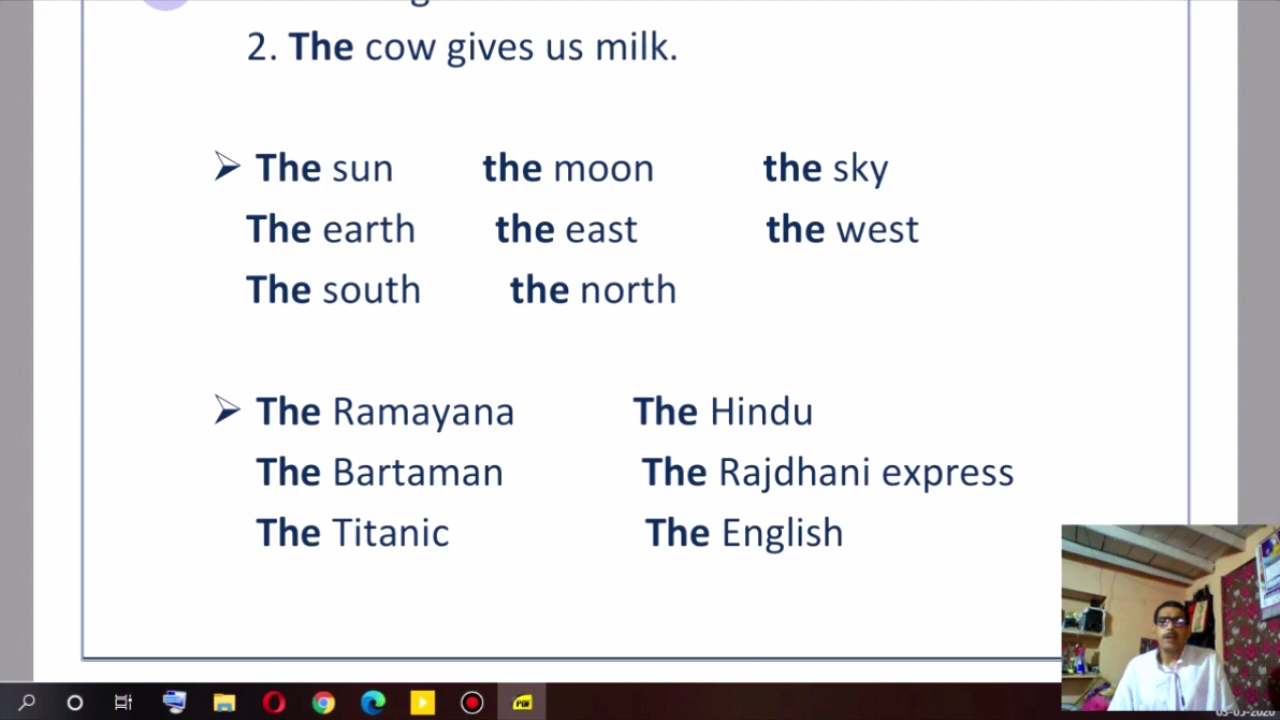 2. The cow gives us milk.
➢ The sun the moon the sky
The earth the east the west
The south the north
➢ The Ramayana The Hindu
The Bartaman The Rajdhani express
The Titanic The English